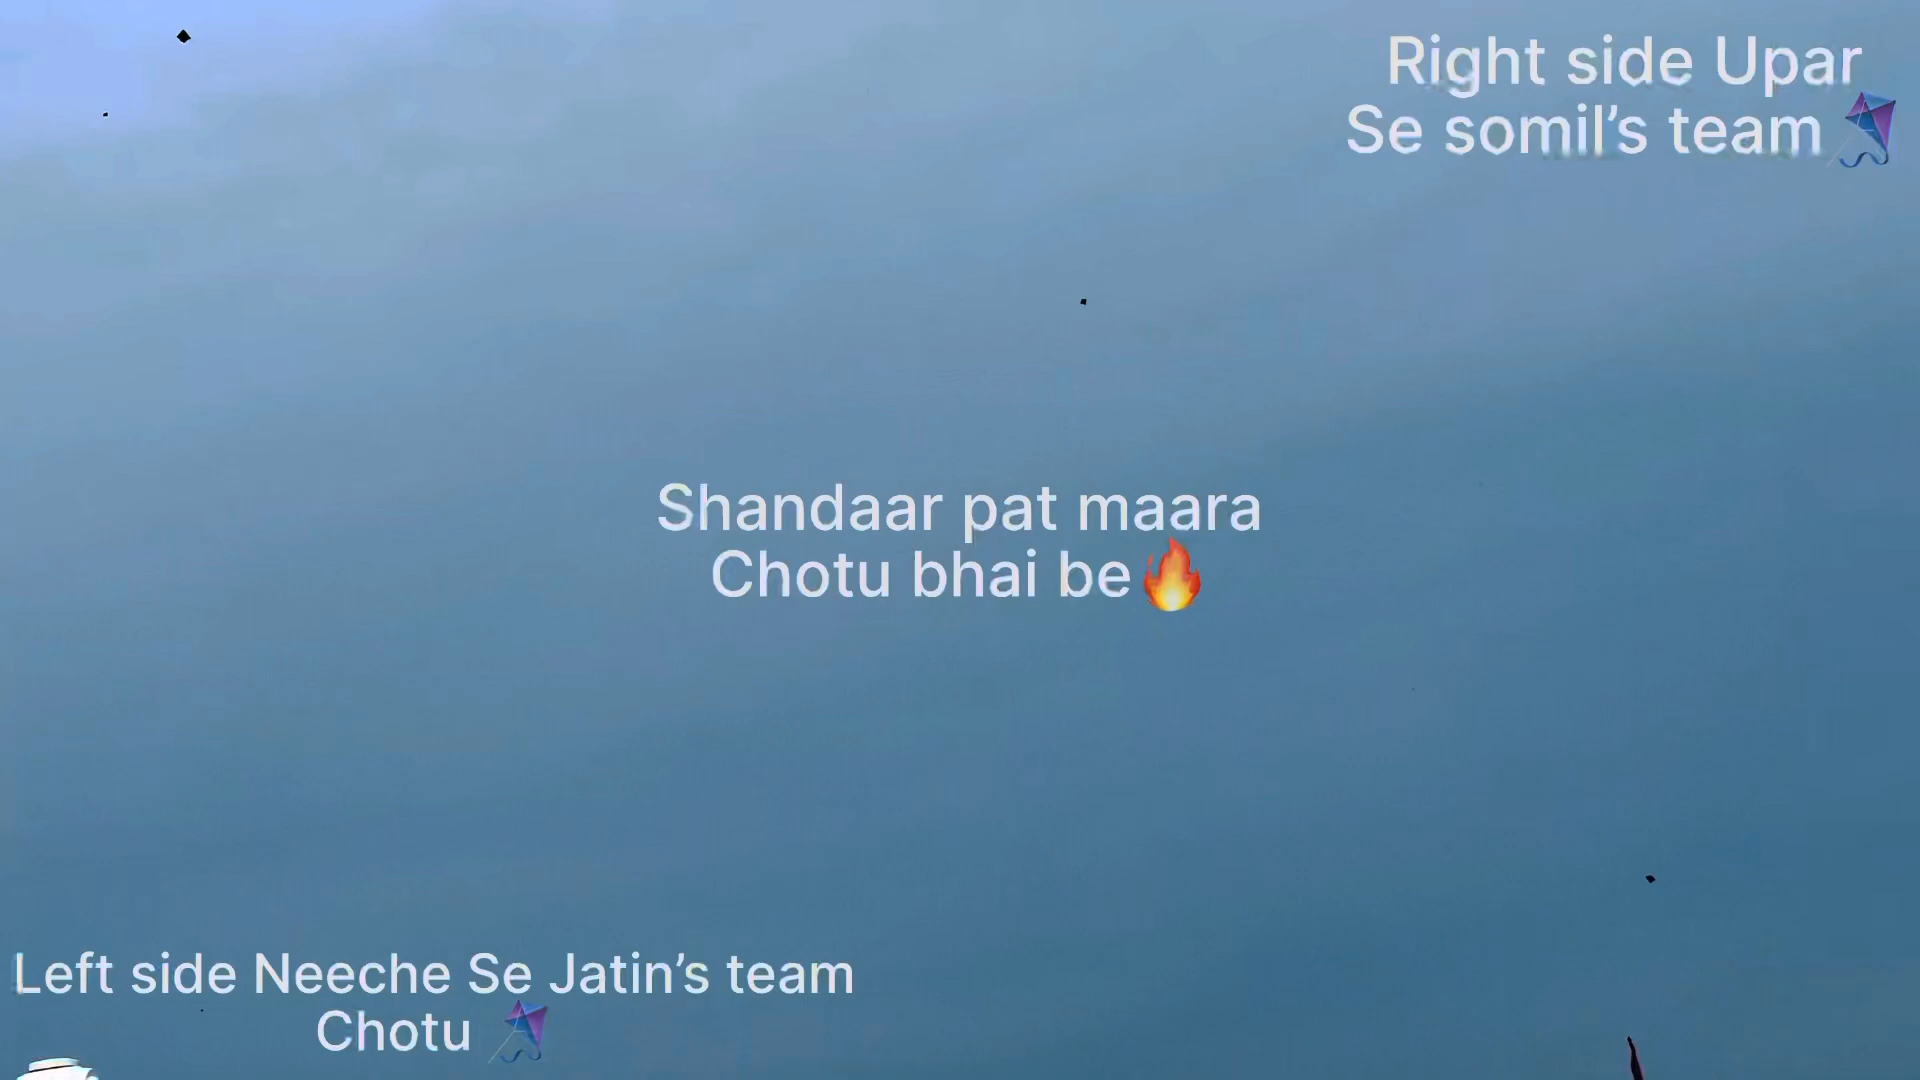 Right side Upar
Se somil’s team 🪁
Shandaar pat maara
Chotu bhai be🔥
Left side Neeche Se Jatin’s team
Chotu 🪁